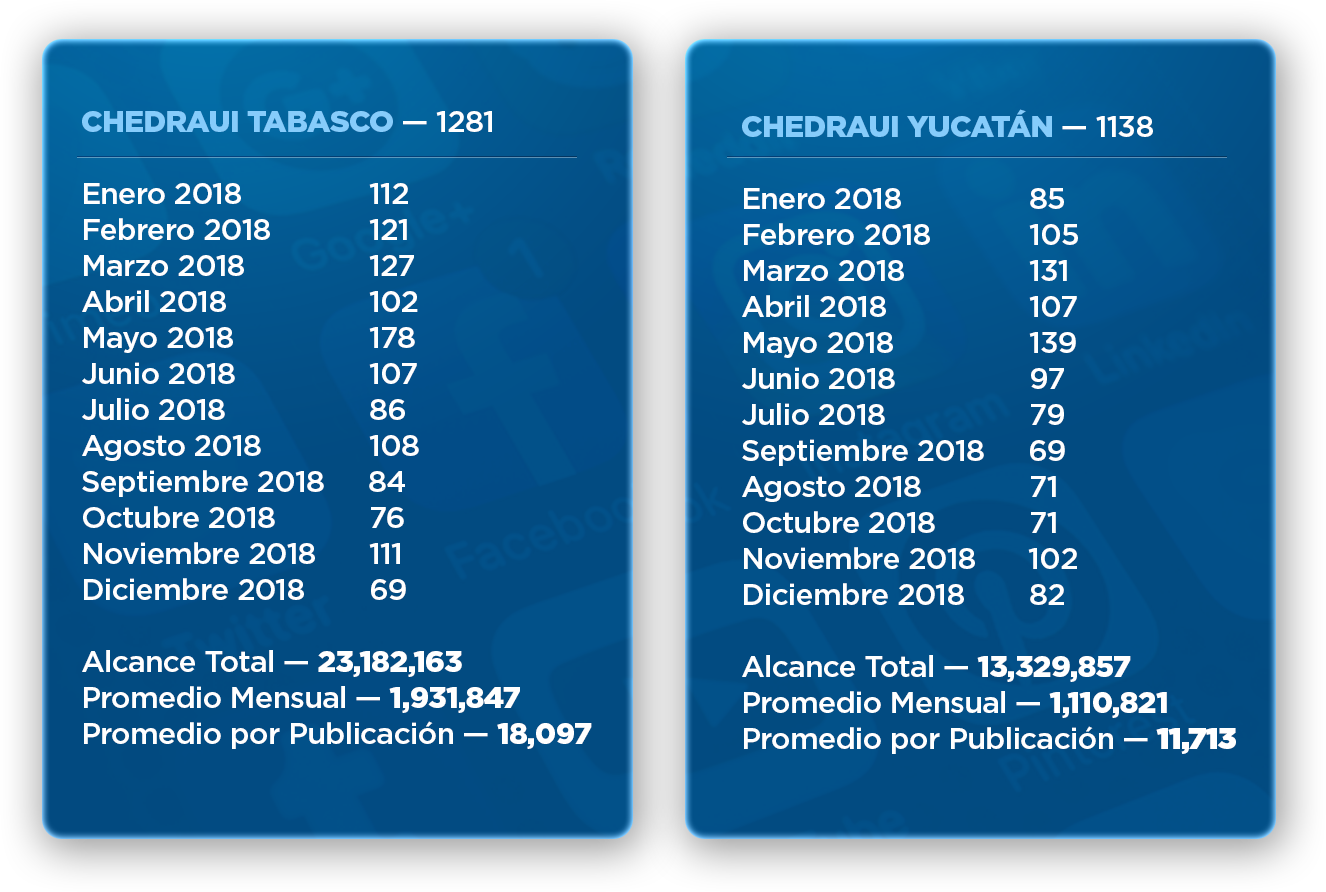 CHEDRAUI TABASCO — 1281
Enero 2018 112
Febrero 2018 121
Marzo 2018 127
Abril 2018 102
Mayo 2018 178
Junio 2018 107
Julio 2018 86
Agosto 2018 108
Septiembre 2018 84
Octubre 2018 76
Noviembre 2018 111
Diciembre 2018 69
Alcance Total — 23,182,163
Promedio Mensual — 1,931,847
Promedio por Publicación — 18,097
CHEDRAUI YUCATÁN — 1138
Enero 2018 85
Febrero 2018 105
Marzo 2018 131
Abril 2018 107
Mayo 2018 139
Junio 2018 97
Julio 2018 79
Septiembre 2018 69
Agosto 2018 71
Octubre 2018 71
Noviembre 2018 102
Diciembre 2018 82
Alcance Total — 13,329,857
Promedio Mensual — 1,110,821
Promedio por Publicación — 11,713
Google+
Facebook
Twitter
Linkedin